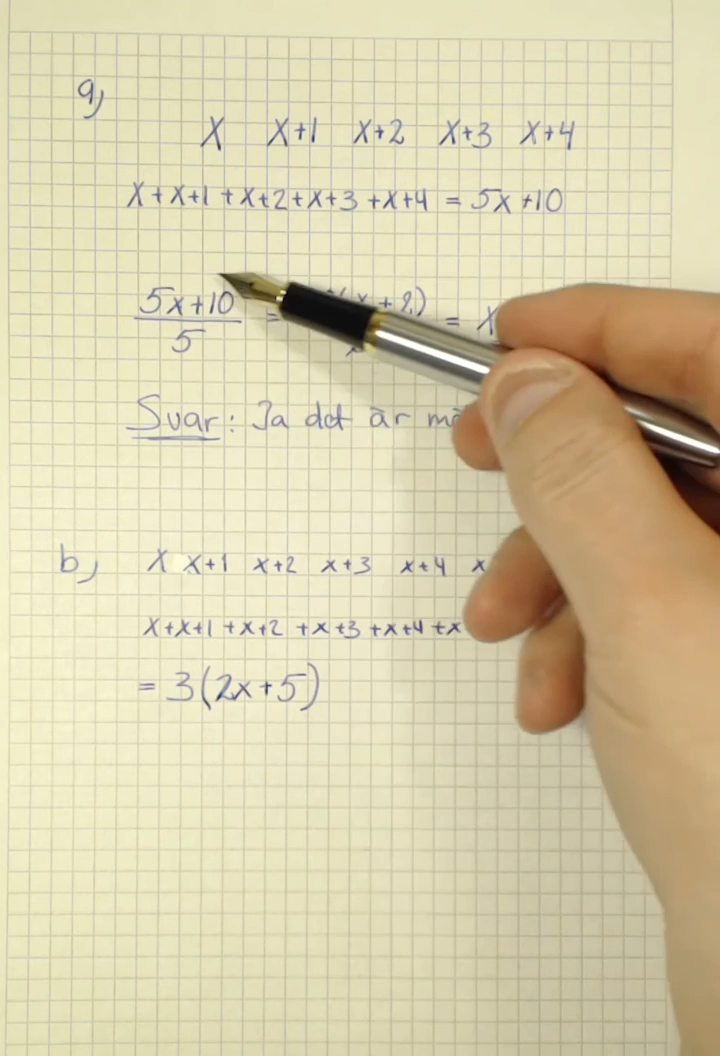 a)
x x+1 x+2 x+3 x+4
x+x+1+x+2+x+3+x+4 = 5x+10
5x+10
= (x+2) = x
5
Svar: Ja det är
b) x x+1 x+2 x+3 x+4 x
x+x+1+x+2+x+3+x+4+x
= 3(2x+5)